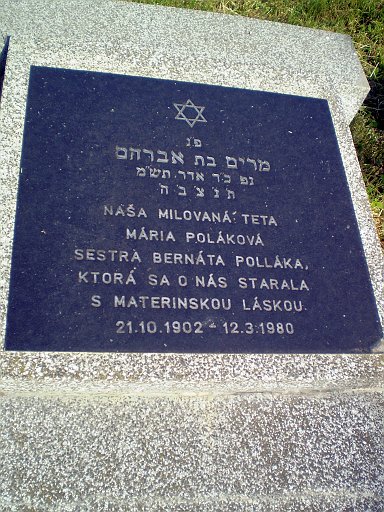 פ'נ
מרים בת אברהם
נפ כ'ד אדר תש'מ
ת נ צ ב ה
NAŠA MILOVANÁ TETA
MÁRIA POLÁKOVÁ
SESTRA BERNÁTA POLLÁKA,
KTORÁ SA O NÁS STARALA
S MATERINSKOU LÁSKOU.
21.10.1902 - 12.3.1980